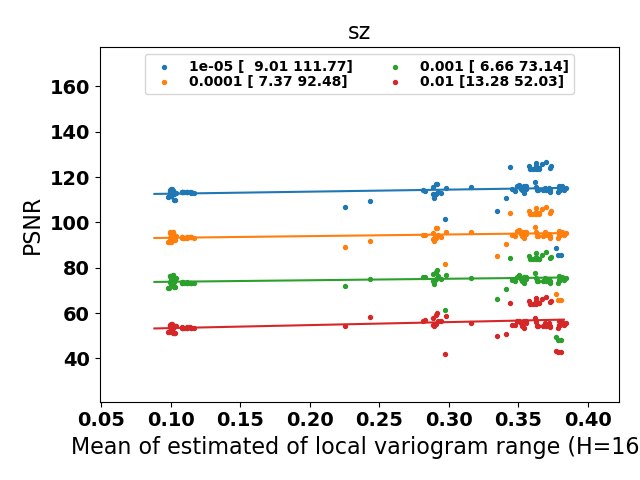 sz
1e-05 [  9.01 111.77]
0.0001 [ 7.37 92.48]
0.001 [ 6.66 73.14]
0.01 [13.28 52.03]
PSNR
160
140
120
100
80
60
40
0.05 0.10 0.15 0.20 0.25 0.30 0.35 0.40
Mean of estimated of local variogram range (H=16